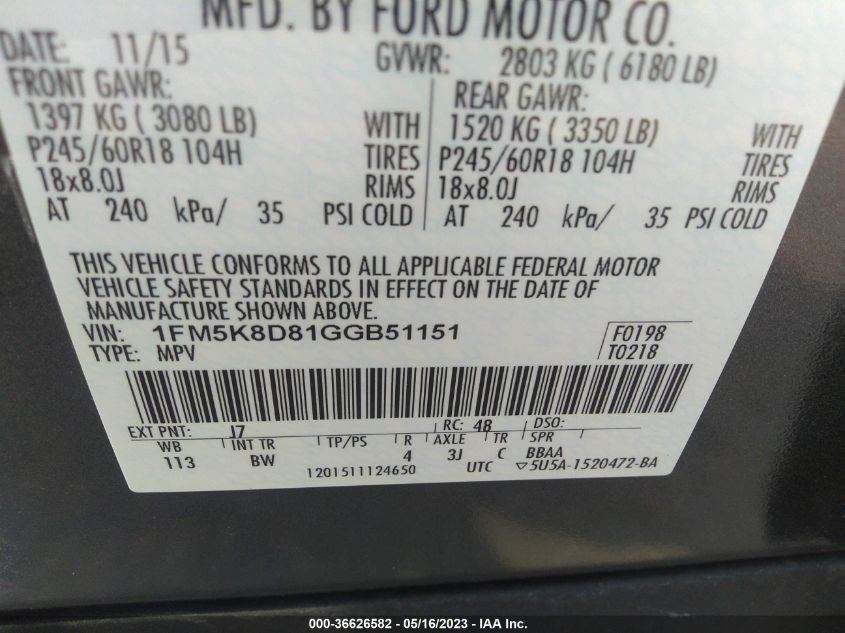 MFD. BY FORD MOTOR CO.
DATE: 11/15 GVWR: 2803 KG ( 6180 LB)
FRONT GAWR: REAR GAWR:
1397 KG ( 3080 LB) WITH 1520 KG ( 3350 LB) WITH
P245/60R18 104H TIRES P245/60R18 104H TIRES
18x8.0J RIMS 18x8.0J RIMS
AT 240 kPa/ 35 PSI COLD AT 240 kPa/ 35 PSI COLD
THIS VEHICLE CONFORMS TO ALL APPLICABLE FEDERAL MOTOR
VEHICLE SAFETY STANDARDS IN EFFECT ON THE DATE OF
MANUFACTURE SHOWN ABOVE.
VIN: 1FM5K8D81GGB51151 F0198
TYPE: MPV T0218
EXT PNT: J7 RC: 48 DSO:
WB INT TR TP/PS R AXLE TR SPR
113 BW 4 3J C BBAA
1201511124650 UTC ▽5U5A-1520472-BA
000-36626582 / 05/16/2023 - IAA Inc.